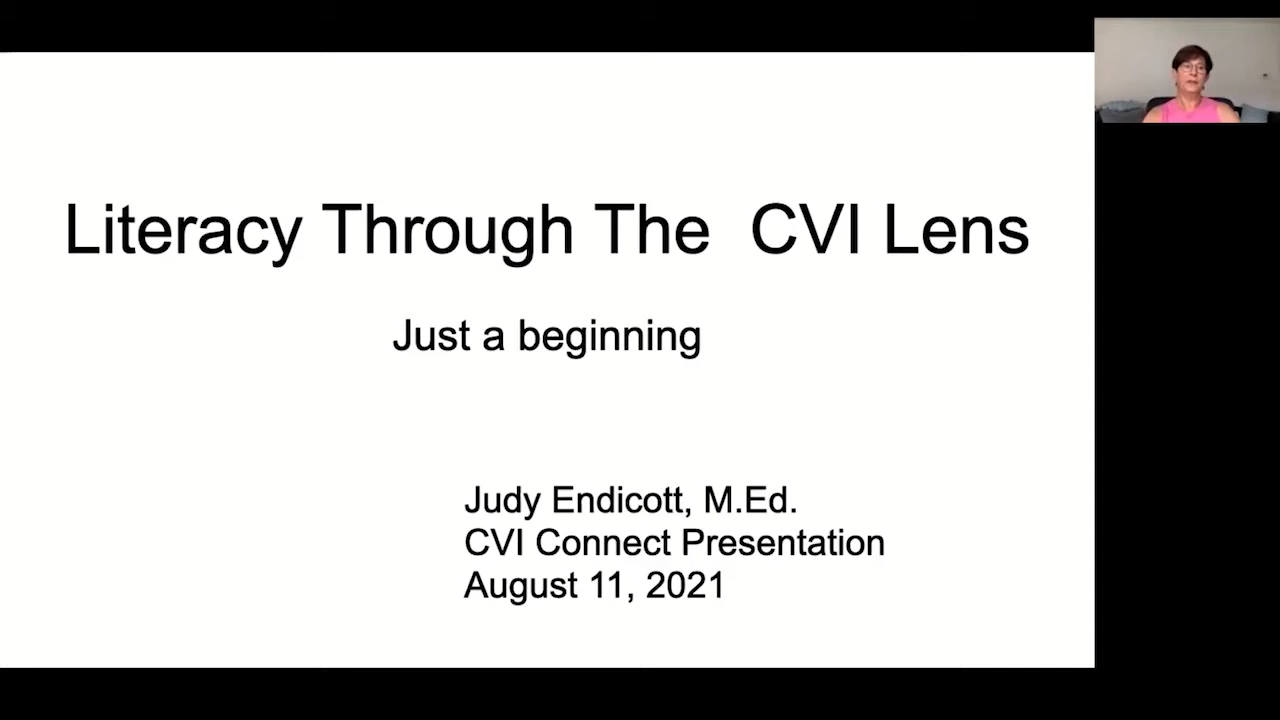 Literacy Through The  CVI Lens
Just a beginning
Judy Endicott, M.Ed.
CVI Connect Presentation
August 11, 2021